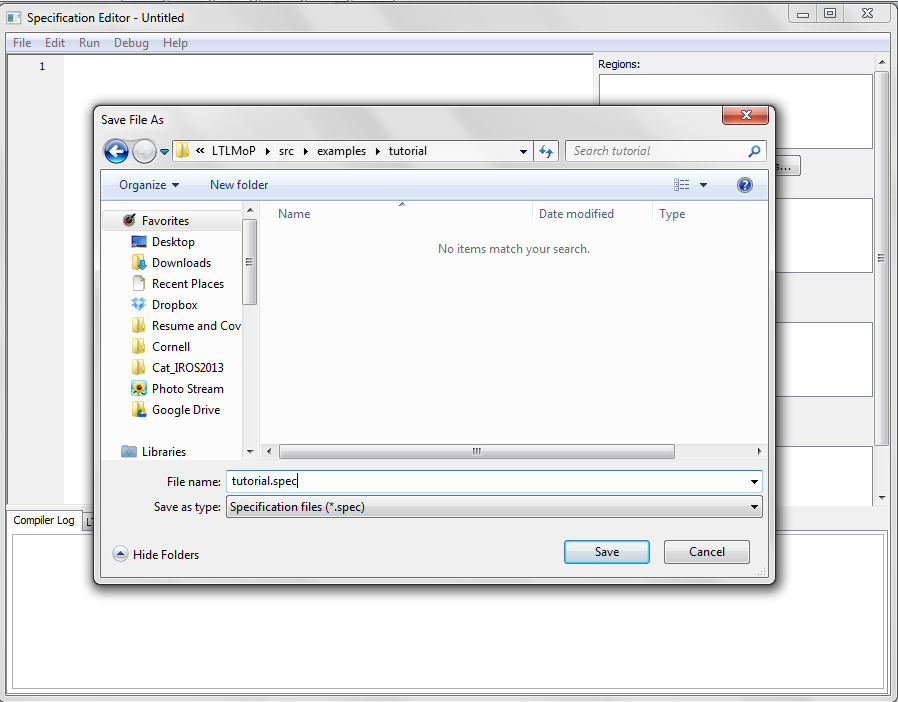 Specification Editor - Untitled
File Edit Run Debug Help
1
Regions:
Save File As
« LTLMoP src examples tutorial
Search tutorial
s...
Organize New folder
Name Date modified Type
No items match your search.
Favorites
Desktop
Downloads
Recent Places
Dropbox
Resume and Cov
Cornell
Cat_IROS2013
Photo Stream
Google Drive
Libraries
File name: tutorial.spec
Save as type: Specification files (*.spec)
Compiler Log
Hide Folders Save Cancel